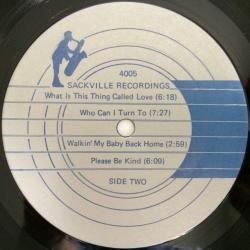 4005
SACKVILLE RECORDINGS
What Is This Thing Called Love (6:18)
Who Can I Turn To (7:27)
Walkin' My Baby Back Home (2:59)
Please Be Kind (6:09)
SIDE TWO